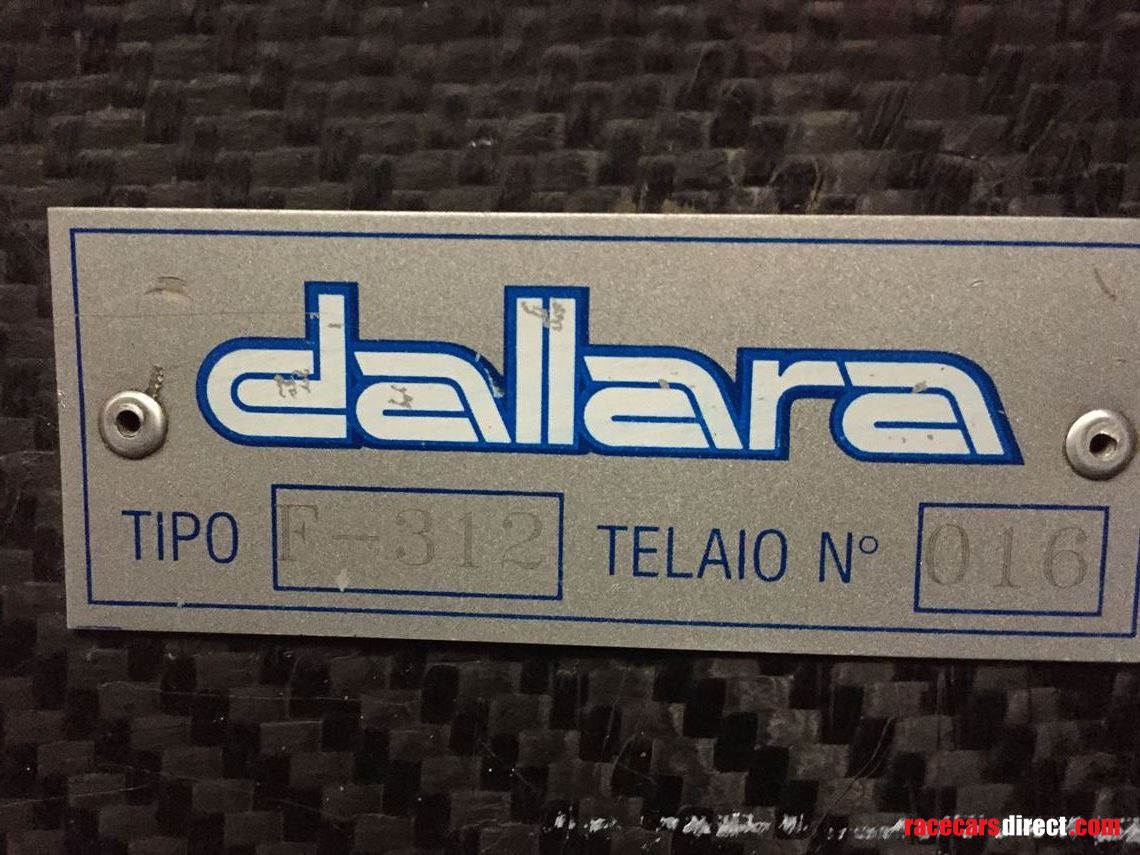 dallara
TIPO F-312 TELAIO N° 016
racecarsdirect.com